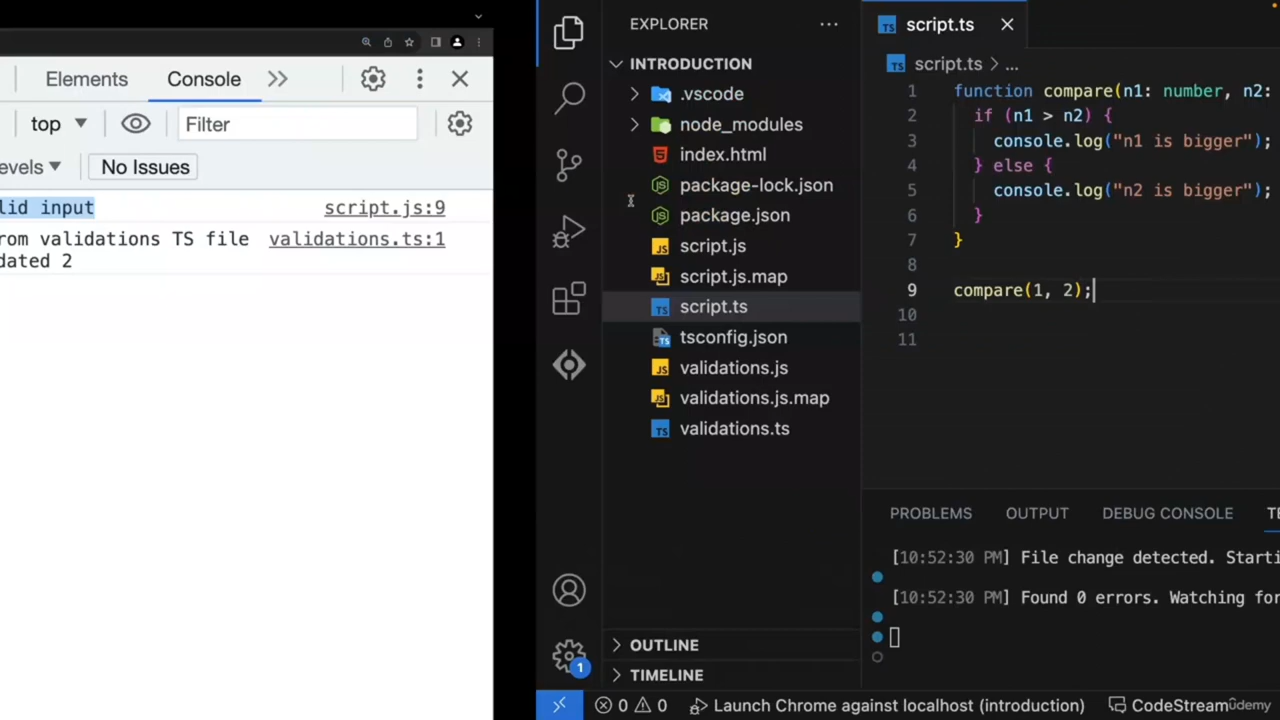 Elements
Console
top
Filter
evels
No Issues
lid input
script.js:9
rom validations TS file
validations.ts:1
dated 2
EXPLORER
INTRODUCTION
.vscode
node_modules
index.html
package-lock.json
package.json
script.js
script.js.map
script.ts
tsconfig.json
validations.js
validations.js.map
validations.ts
OUTLINE
TIMELINE
script.ts
script.ts > ...
1 function compare(n1: number, n2:
2 if (n1 > n2) {
3 console.log("n1 is bigger");
4 } else {
5 console.log("n2 is bigger");
6 }
7 }
8
9 compare(1, 2);
10
11
PROBLEMS OUTPUT DEBUG CONSOLE TE
[10:52:30 PM] File change detected. Starti
[10:52:30 PM] Found 0 errors. Watching for
1
0 0 Launch Chrome against localhost (introduction) CodeStream
ûdemy